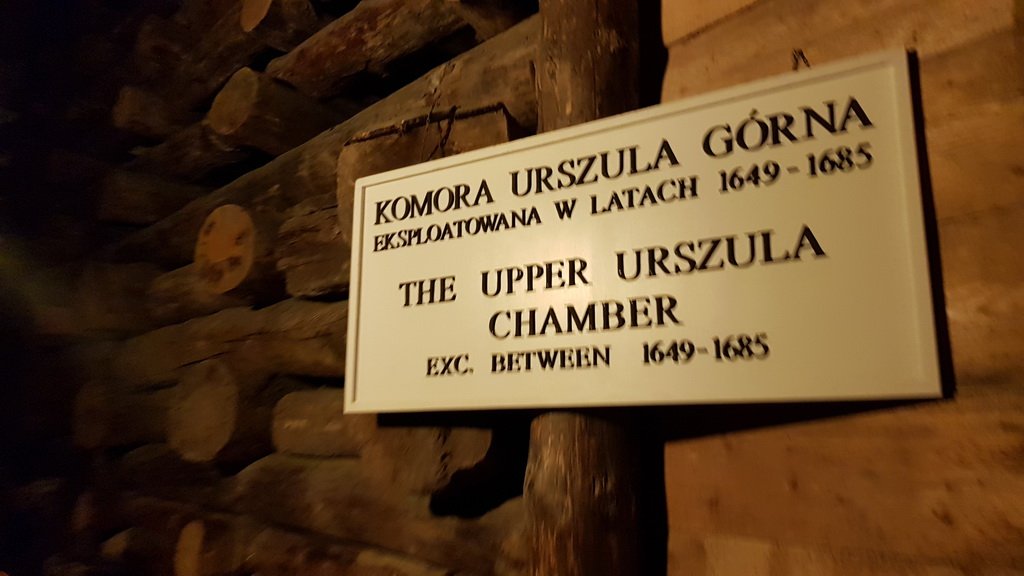 KOMORA URSZULA GÓRNA
EKSPLOATOWANA W LATACH 1649-1685
THE UPPER URSZULA
CHAMBER
EXC. BETWEEN 1649-1685